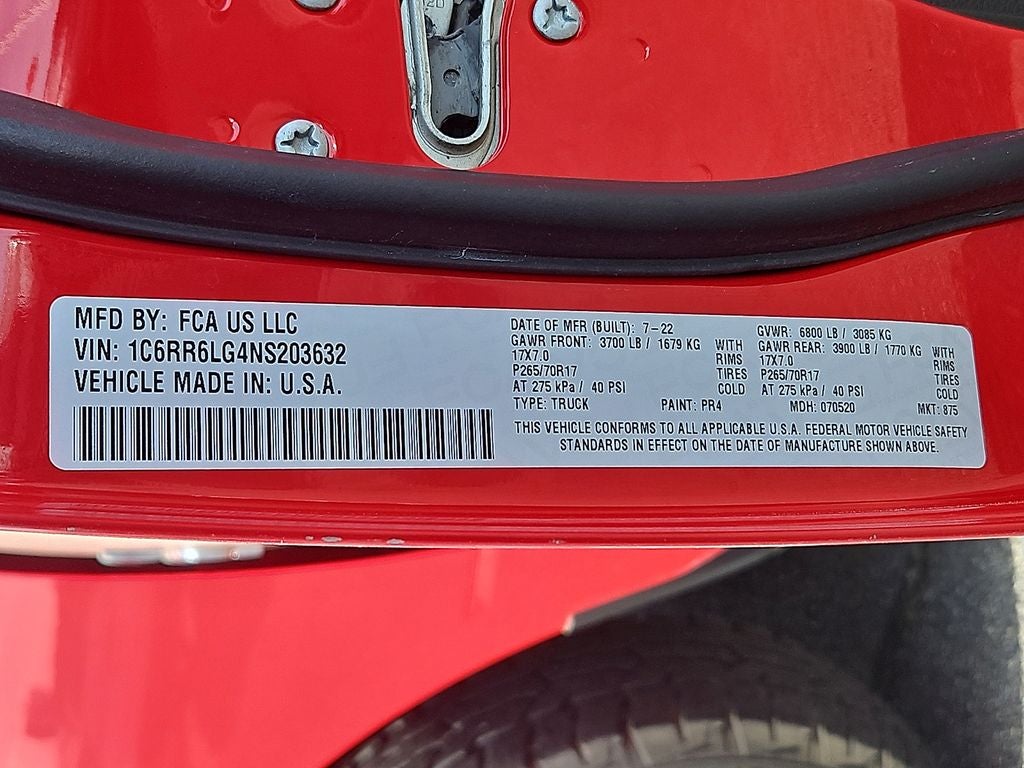 20
MFD BY: FCA US LLC
VIN: 1C6RR6LG4NS203632
VEHICLE MADE IN: U.S.A.
DATE OF MFR (BUILT): 7-22 GVWR: 6800 LB / 3085 KG
GAWR FRONT: 3700 LB / 1679 KG WITH GAWR REAR: 3900 LB / 1770 KG WITH
17X7.0 RIMS 17X7.0 RIMS
P265/70R17 TIRES P265/70R17 TIRES
AT 275 kPa / 40 PSI COLD AT 275 kPa / 40 PSI COLD
TYPE: TRUCK PAINT: PR4 MDH: 070520 MKT: 875
THIS VEHICLE CONFORMS TO ALL APPLICABLE U.S.A. FEDERAL MOTOR VEHICLE SAFETY
STANDARDS IN EFFECT ON THE DATE OF MANUFACTURE SHOWN ABOVE.